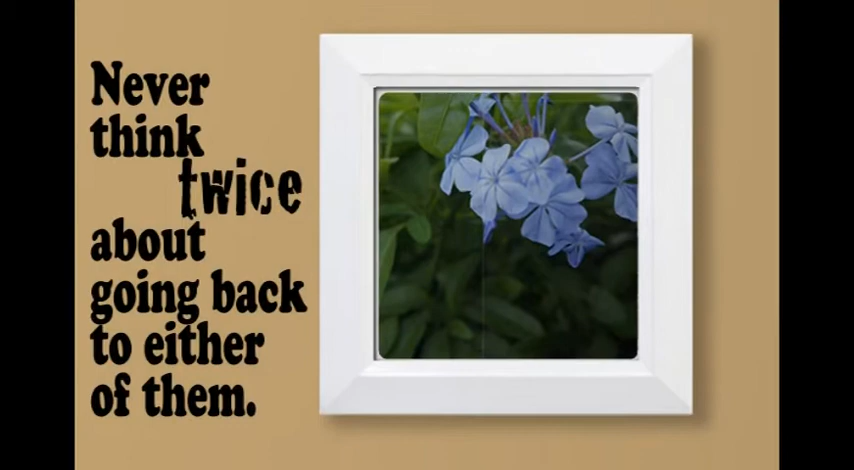 Never
think
twice
about
going back
to either
of them.